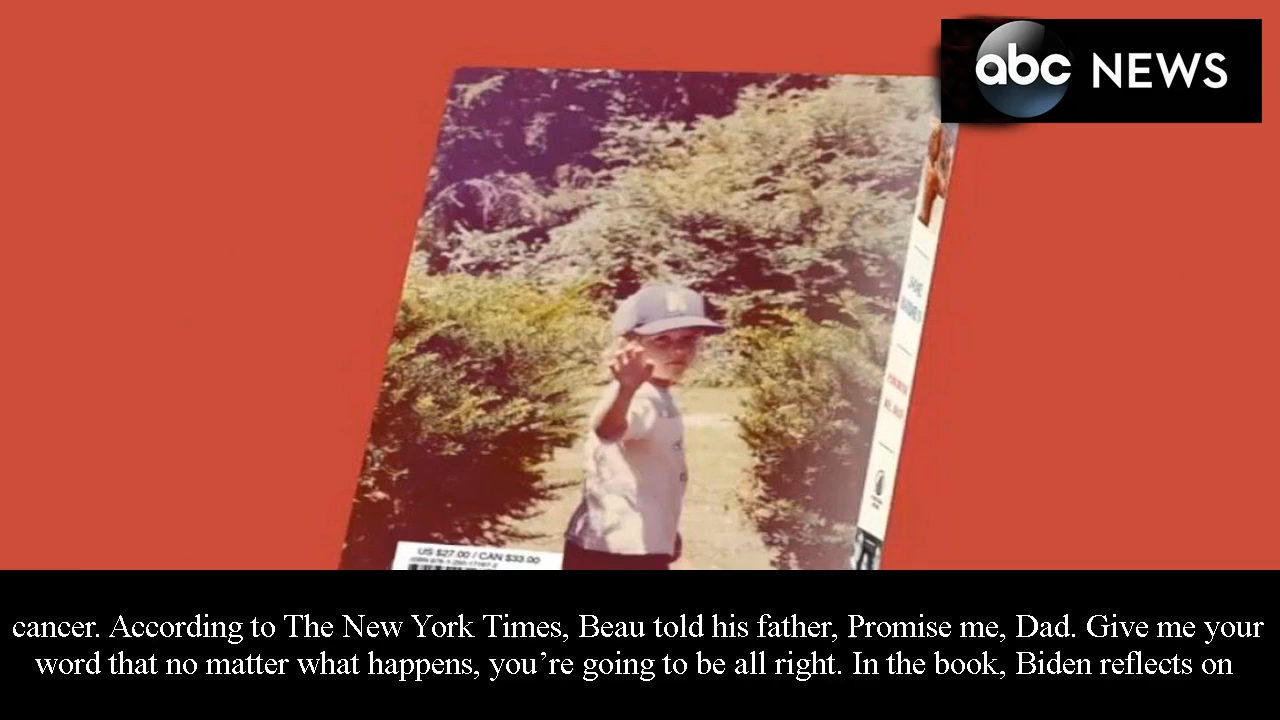 abc NEWS
US $27.00 / CAN $33.00
cancer. According to The New York Times, Beau told his father, Promise me, Dad. Give me your
word that no matter what happens, you’re going to be all right. In the book, Biden reflects on